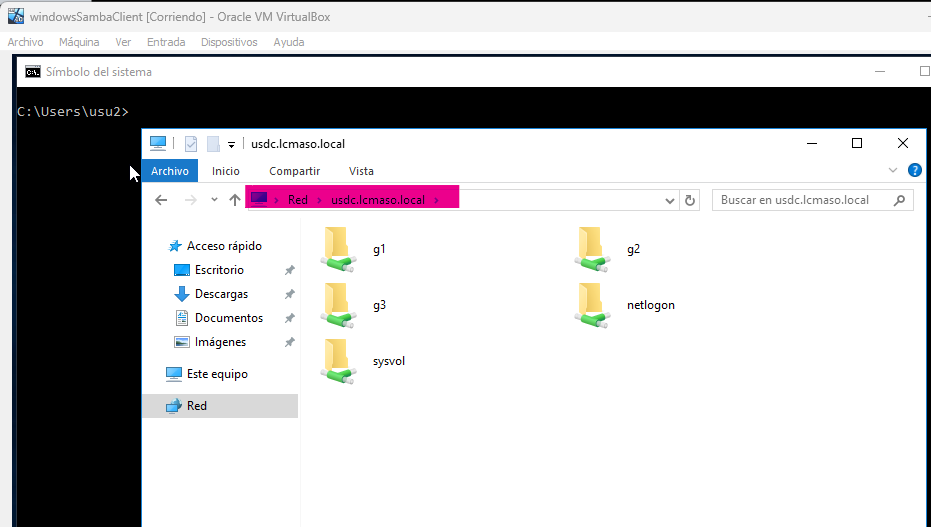 windowsSambaClient [Corriendo] - Oracle VM VirtualBox
Archivo Máquina Ver Entrada Dispositivos Ayuda
Símbolo del sistema
C:\Users\usu2>
usdc.lcmaso.local
Archivo Inicio Compartir Vista
Red > usdc.lcmaso.local >
Buscar en usdc.lcmaso.local
Acceso rápido
Escritorio
Descargas
Documentos
Imágenes
Este equipo
Red
g1
g2
g3
netlogon
sysvol